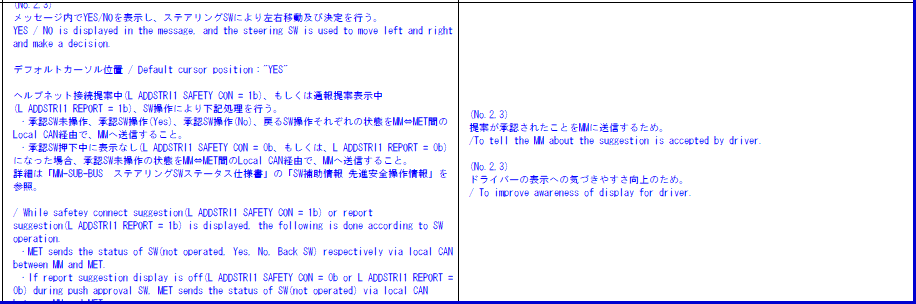 (No.2.3)
メッセージ内でYES/NOを表示し、ステアリングSWにより左右移動及び決定を行う。
YES / NO is displayed in the message, and the steering SW is used to move left and right
and make a decision.
デフォルトカーソル位置 / Default cursor position："YES"
ヘルプネット接続提案中(L_ADDSTRI1_SAFETY_CON = 1b)、もしくは通報提案表示中
(L_ADDSTRI1_REPORT = 1b)、SW操作により下記処理を行う。
・承認SW未操作、承認SW操作(Yes)、承認SW操作(No)、戻るSW操作それぞれの状態をMM⇔MET間の
Local CAN経由で、MMへ送信すること。
・承認SW押下中に表示なし(L_ADDSTRI1_SAFETY_CON = 0b、もしくは、L_ADDSTRI1_REPORT = 0b)
になった場合、承認SW未操作の状態をMM⇔MET間のLocal CAN経由で、MMへ送信すること。
詳細は「MM-SUB-BUS　ステアリングSWステータス仕様書」の「SW補助情報_先進安全操作情報」を
参照。
/ While safetey connect suggestion(L_ADDSTRI1_SAFETY_CON = 1b) or report
suggestion(L_ADDSTRI1_REPORT = 1b) is displayed, the following is done according to SW
operation.
・MET sends the status of SW(not operated, Yes, No, Back SW) respectively via local CAN
between MM and MET.
・If report suggestion display is off(L_ADDSTRI1_SAFETY_CON = 0b or L_ADDSTRI1_REPORT =
0b) during push approval SW, MET sends the status of SW(not operated) via local CAN
between MM and MET.
(No.2.3)
提案が承認されたことをMMに送信するため。
/To tell the MM about the suggestion is accepted by driver.
(No.2.3)
ドライバーの表示への気づきやすさ向上のため。
/ To improve awareness of display for driver.